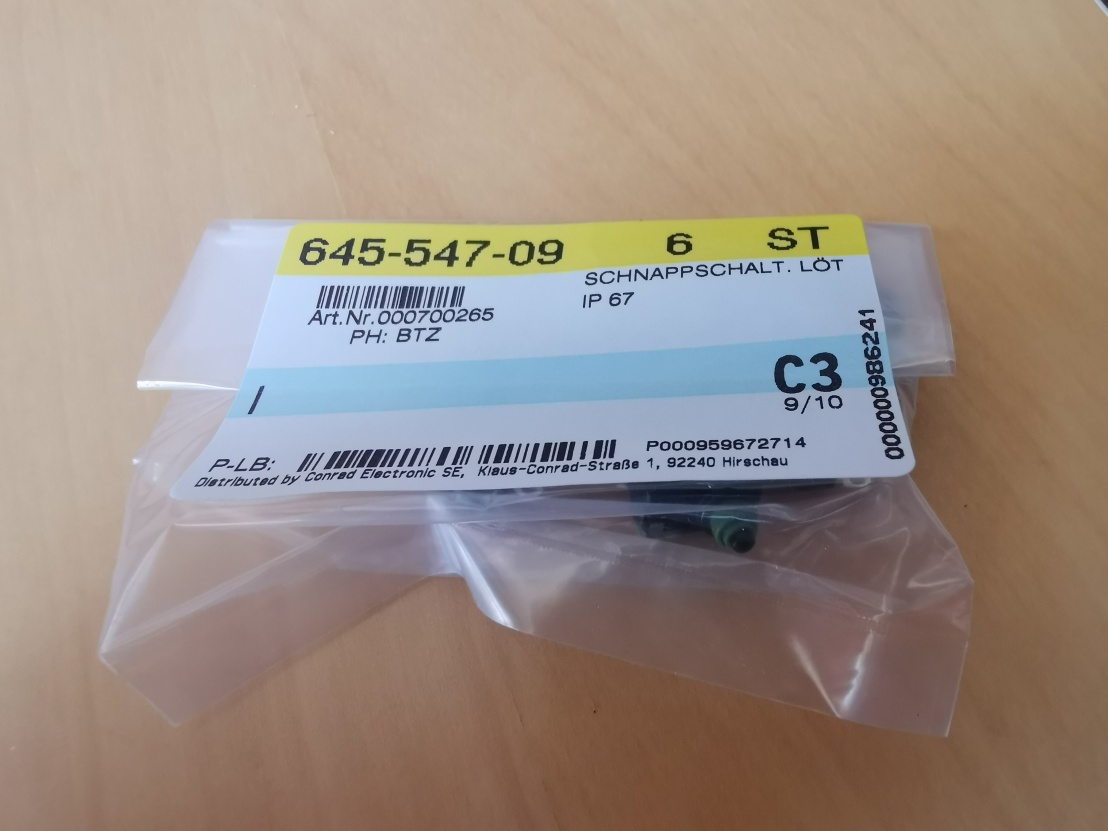 645-547-09 6 ST
SCHNAPPSCHALT. LÖT
IP 67
Art.Nr.000700265
PH: BTZ
/
C3
9/10
0000000986241
P-LB:
P000959672714
Distributed by Conrad Electronic SE, Klaus-Conrad-Straße 1, 92240 Hirschau